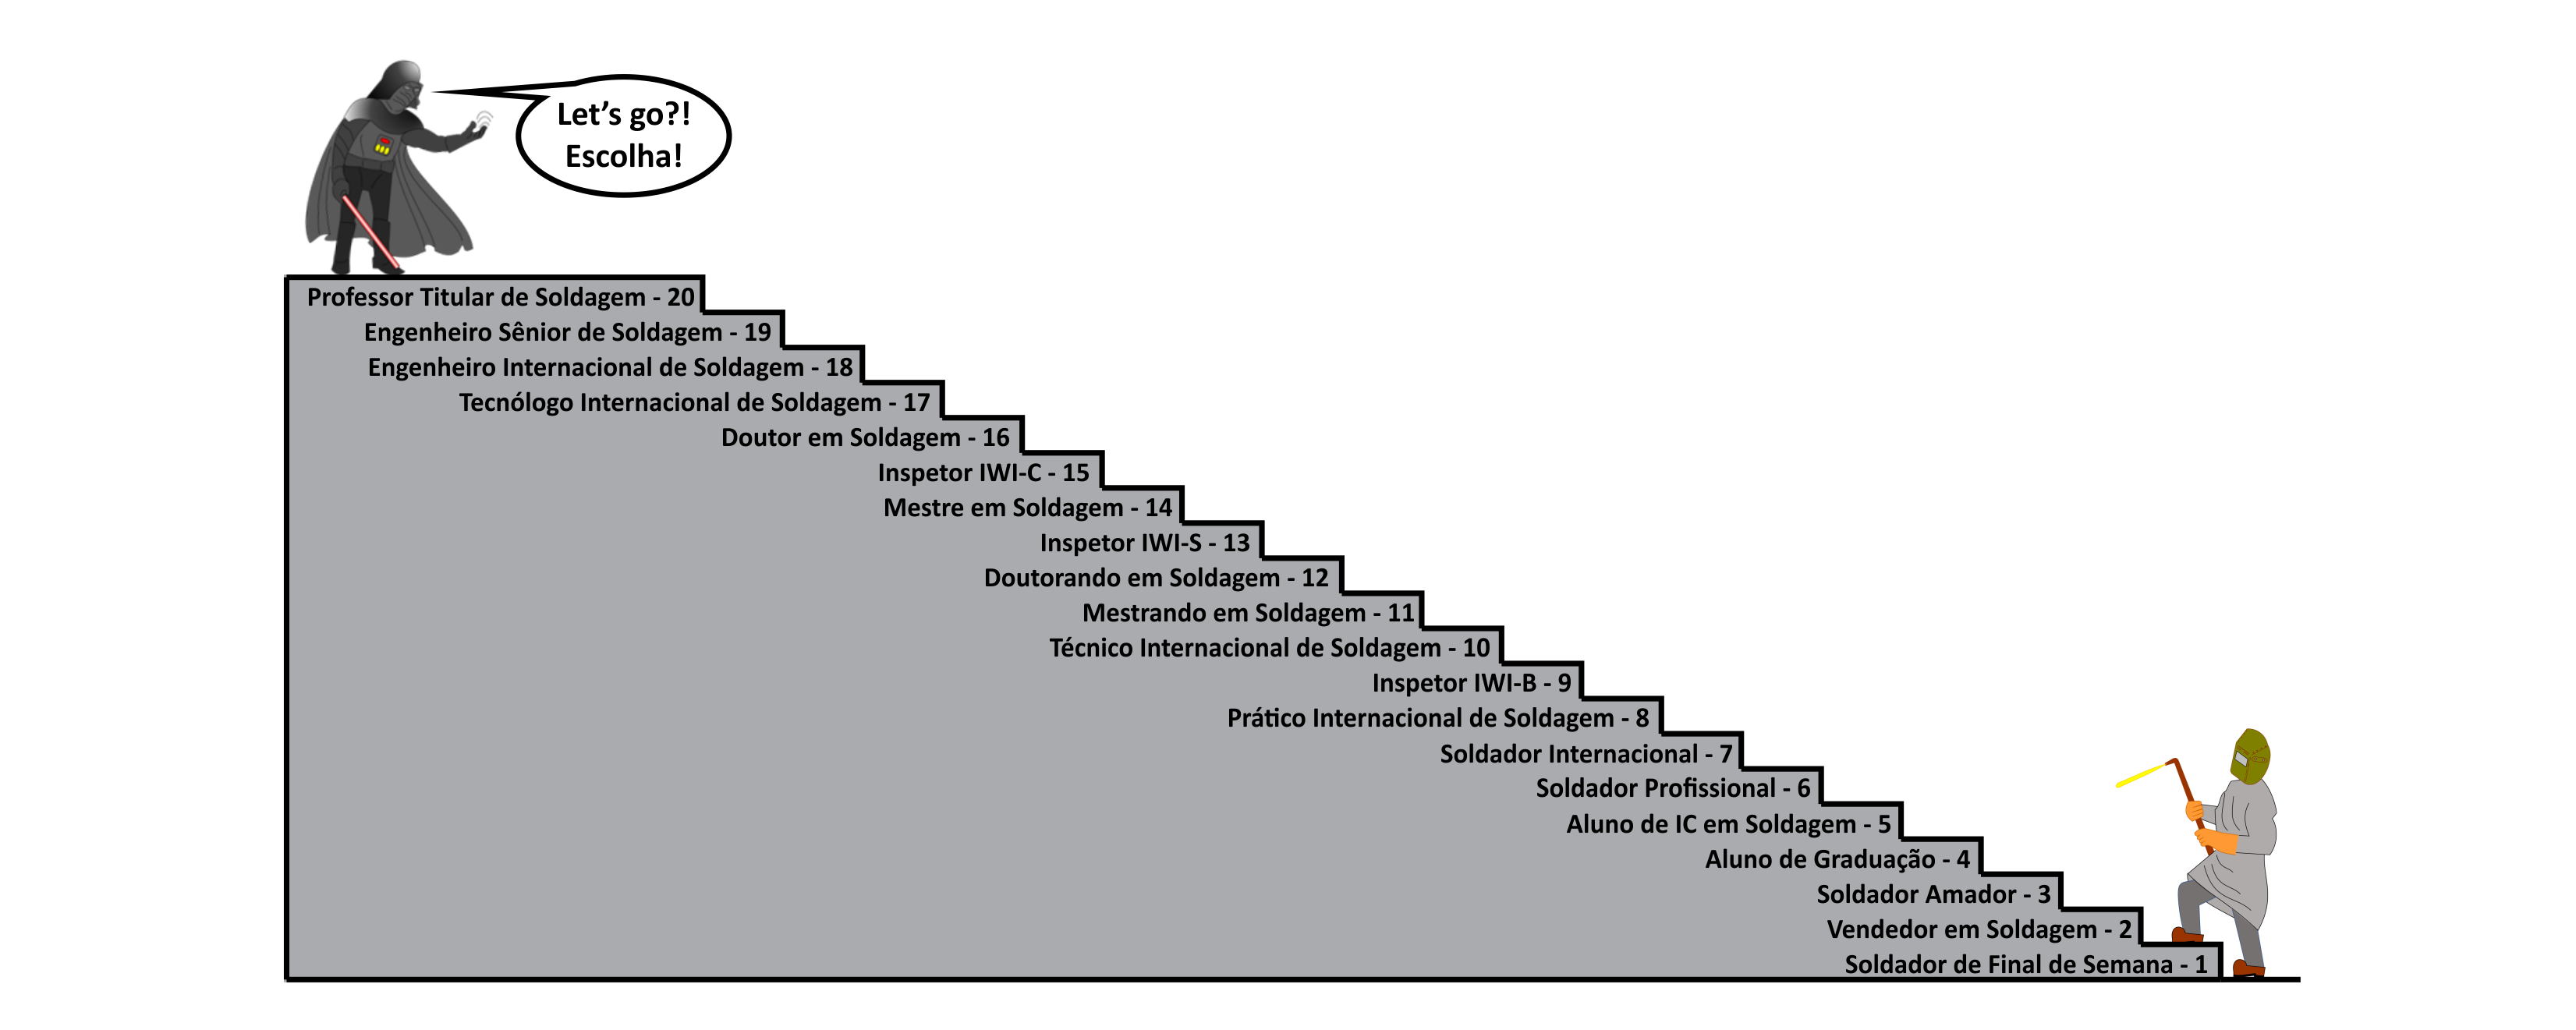 Let's go?!
Escolha!
Professor Titular de Soldagem - 20
Engenheiro Sênior de Soldagem - 19
Engenheiro Internacional de Soldagem - 18
Tecnólogo Internacional de Soldagem - 17
Doutor em Soldagem - 16
Inspetor IWI-C - 15
Mestre em Soldagem - 14
Inspetor IWI-S - 13
Doutorando em Soldagem - 12
Mestrando em Soldagem - 11
Técnico Internacional de Soldagem - 10
Inspetor IWI-B - 9
Prático Internacional de Soldagem - 8
Soldador Internacional - 7
Soldador Profissional - 6
Aluno de IC em Soldagem - 5
Aluno de Graduação - 4
Soldador Amador - 3
Vendedor em Soldagem - 2
Soldador de Final de Semana - 1